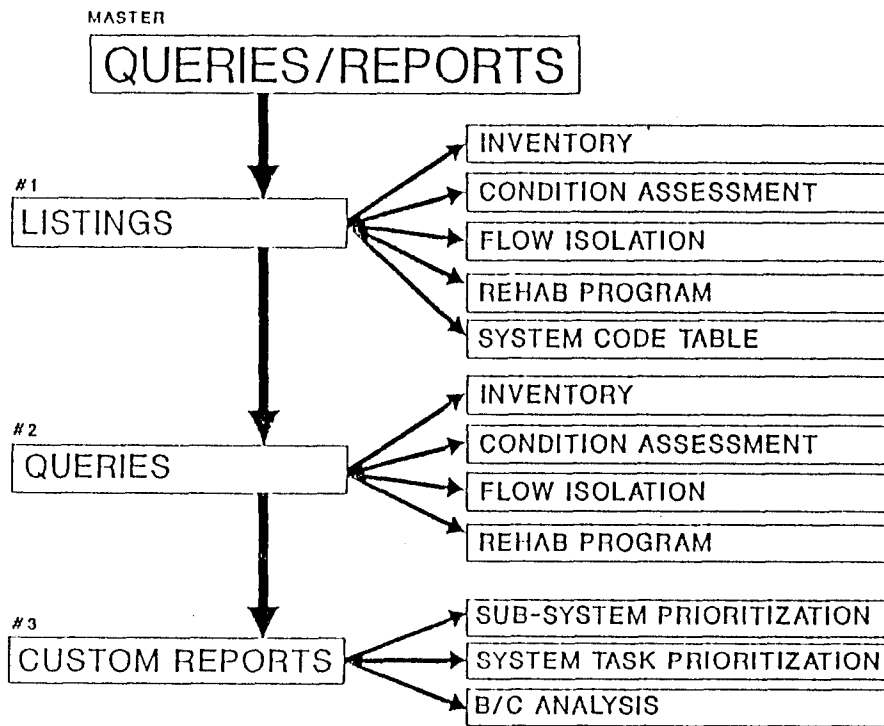 MASTER
QUERIES/REPORTS
#1
LISTINGS
INVENTORY
CONDITION ASSESSMENT
FLOW ISOLATION
REHAB PROGRAM
SYSTEM CODE TABLE
#2
QUERIES
INVENTORY
CONDITION ASSESSMENT
FLOW ISOLATION
REHAB PROGRAM
#3
CUSTOM REPORTS
SUB-SYSTEM PRIORITIZATION
SYSTEM TASK PRIORITIZATION
B/C ANALYSIS